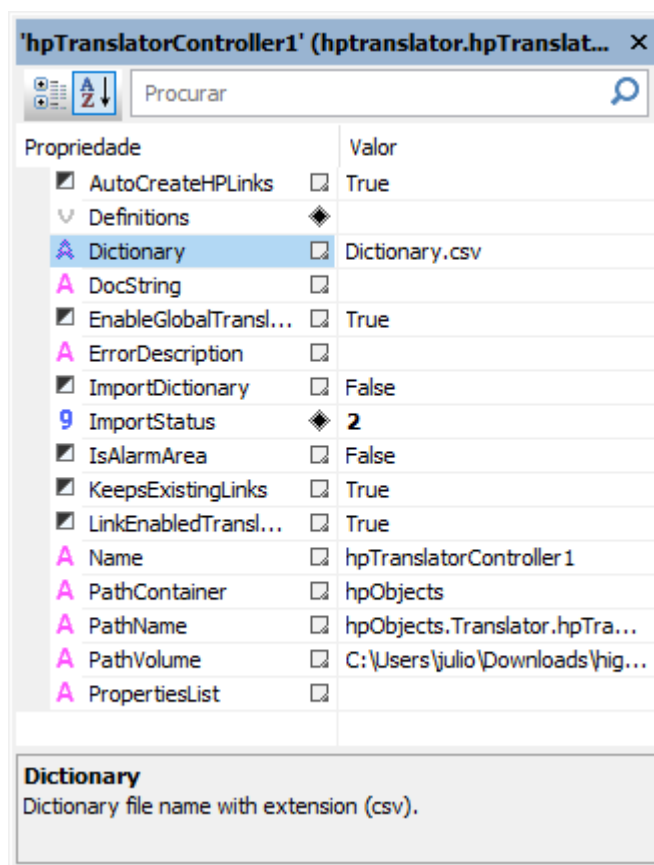 'hpTranslatorController1' (hptranslator.hpTranslat...
Procurar
Propriedade Valor
AutoCreateHPLinks True
Definitions
Dictionary Dictionary.csv
DocString
EnableGlobalTransl... True
ErrorDescription
ImportDictionary False
ImportStatus 2
IsAlarmArea False
KeepsExistingLinks True
LinkEnabledTransl... True
Name hpTranslatorController1
PathContainer hpObjects
PathName hpObjects.Translator.hpTra...
PathVolume C:\Users\julio\Downloads\hig...
PropertiesList
Dictionary
Dictionary file name with extension (csv).